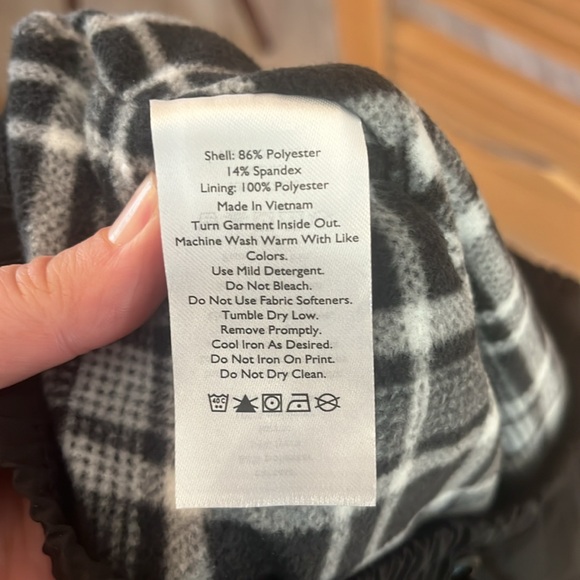 Shell: 86% Polyester
14% Spandex
Lining: 100% Polyester
Made In Vietnam
Turn Garment Inside Out.
Machine Wash Warm With Like
Colors.
Use Mild Detergent.
Do Not Bleach.
Do Not Use Fabric Softeners.
Tumble Dry Low.
Remove Promptly.
Cool Iron As Desired.
Do Not Iron On Print.
Do Not Dry Clean.
40 C